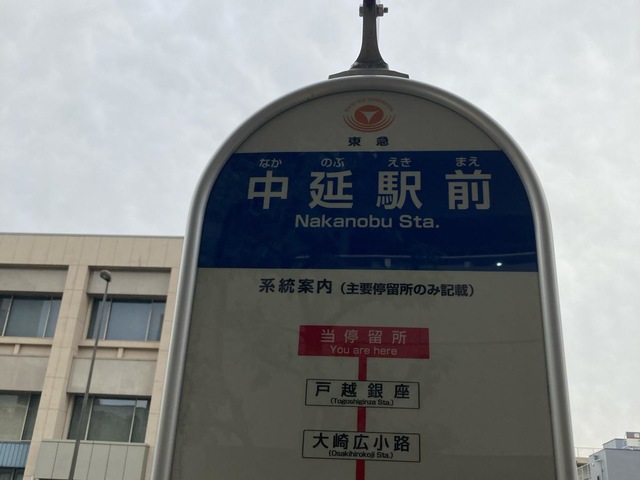 東急
なか のぶ えき まえ
中延駅前
Nakanobu Sta.
系統案内（主要停留所のみ記載）
当停留所
You are here
戸越銀座
(Togoshiginza Sta.)
大崎広小路
(Osakihirokoji Sta.)